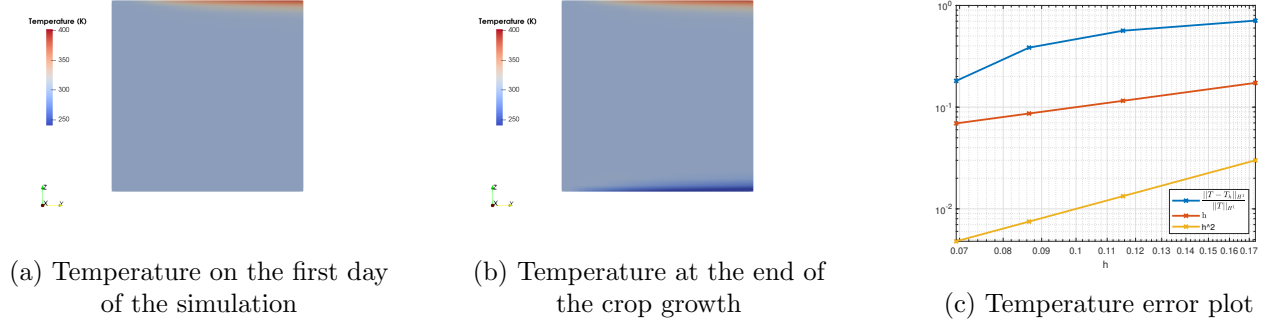 Temperature (K)
400
350
300
250
Z
X
Y
(a) Temperature on the first day
of the simulation
Temperature (K)
400
350
300
250
Z
X
Y
(b) Temperature at the end of
the crop growth
10^0
10^-1
10^-2
0.07 0.08 0.09 0.1 0.11 0.12 0.13 0.14 0.15 0.16 0.17
h
||T − T_h||_{H^1}
||T||_{H^1}
h
h^2
(c) Temperature error plot